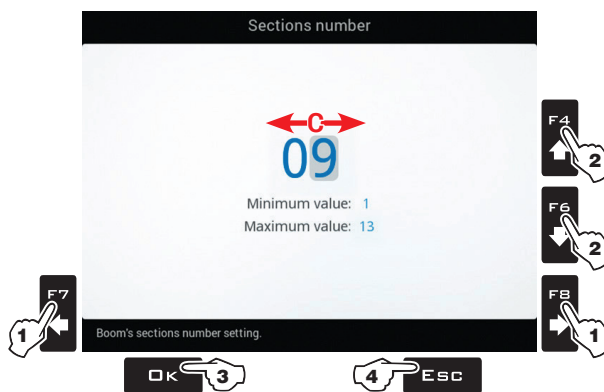 Sections number
C
09
Minimum value: 1
Maximum value: 13
Boom's sections number setting.
F4
2
F6
2
F7
1
F8
1
OK
3
4
ESC